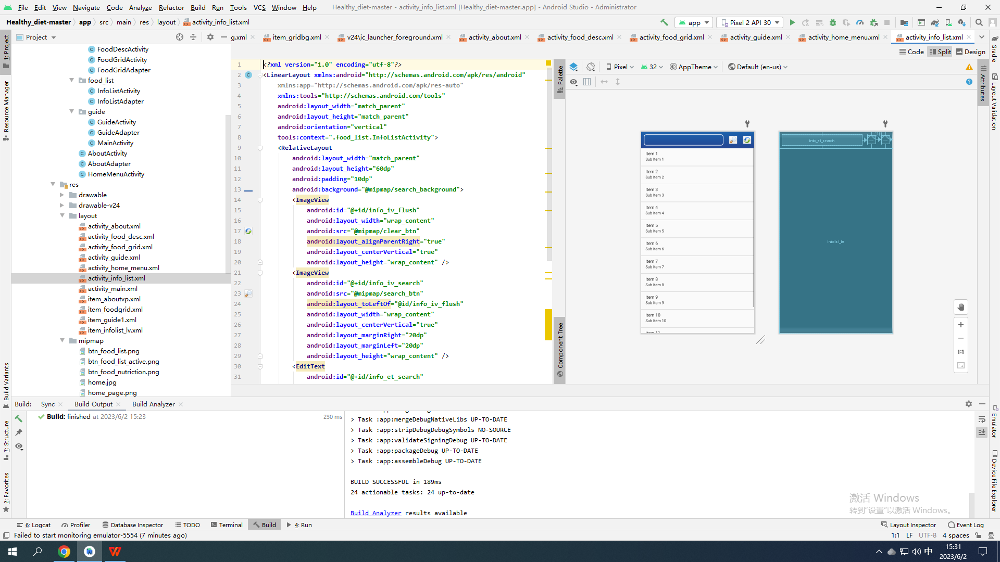 File Edit View Navigate Code Analyze Refactor Build Run Tools VCS Window Help Healthy_diet-master - activity_info_list.xml [Healthy_diet-master.app] - Android Studio - Administrator
Healthy_diet-master app src main res layout activity_info_list.xml app Pixel 2 API 30
Project
g.xml item_gridbg.xml v24\ic_launcher_foreground.xml activity_about.xml activity_food_desc.xml activity_food_grid.xml activity_guide.xml activity_home_menu.xml activity_info_list.xml
Code Split Design
1: Project
Resource Manager
Build Variants
7: Structure
2: Favorites
FoodDescActivity
FoodGridActivity
FoodGridAdapter
food_list
InfoListActivity
InfoListAdapter
guide
GuideActivity
GuideAdapter
MainActivity
AboutActivity
AboutAdapter
HomeMenuActivity
res
drawable
drawable-v24
layout
activity_about.xml
activity_food_desc.xml
activity_food_grid.xml
activity_guide.xml
activity_home_menu.xml
activity_info_list.xml
activity_main.xml
item_aboutvp.xml
item_foodgrid.xml
item_guide1.xml
item_infolist_lv.xml
mipmap
btn_food_list.png
btn_food_list_active.png
btn_food_nutriction.png
home.jpg
home_page.png
1 <?xml version="1.0" encoding="utf-8"?>
2 <LinearLayout xmlns:android="http://schemas.android.com/apk/res/android"
3 xmlns:app="http://schemas.android.com/apk/res-auto"
4 xmlns:tools="http://schemas.android.com/tools"
5 android:layout_width="match_parent"
6 android:layout_height="match_parent"
7 android:orientation="vertical"
8 tools:context=".food_list.InfoListActivity">
9 <RelativeLayout
10 android:layout_width="match_parent"
11 android:layout_height="60dp"
12 android:padding="10dp"
13 android:background="@mipmap/search_background">
14 <ImageView
15 android:id="@+id/info_iv_flush"
16 android:layout_width="wrap_content"
17 android:src="@mipmap/clear_btn"
18 android:layout_alignParentRight="true"
19 android:layout_centerVertical="true"
20 android:layout_height="wrap_content" />
21 <ImageView
22 android:id="@+id/info_iv_search"
23 android:src="@mipmap/search_btn"
24 android:layout_toLeftOf="@id/info_iv_flush"
25 android:layout_width="wrap_content"
26 android:layout_centerVertical="true"
27 android:layout_marginRight="20dp"
28 android:layout_marginLeft="20dp"
29 android:layout_height="wrap_content" />
30 <EditText
31 android:id="@+id/info_et_search"
Palette
Component Tree
Pixel 32 AppTheme Default (en-us)
Item 1
Sub Item 1
Item 2
Sub Item 2
Item 3
Sub Item 3
Item 4
Sub Item 4
Item 5
Sub Item 5
Item 6
Sub Item 6
Item 7
Sub Item 7
Item 8
Sub Item 8
Item 9
Sub Item 9
Item 10
Sub Item 10
Item 11
1:1
Attributes
Gradle
Layout Validation
Emulator
Device File Explorer
Build: Sync Build Output Build Analyzer
Build: finished at 2023/6/2 15:23 230 ms
> Task :app:mergeDebugNativeLibs UP-TO-DATE
> Task :app:stripDebugDebugSymbols NO-SOURCE
> Task :app:validateSigningDebug UP-TO-DATE
> Task :app:packageDebug UP-TO-DATE
> Task :app:assembleDebug UP-TO-DATE
BUILD SUCCESSFUL in 189ms
24 actionable tasks: 24 up-to-date
Build Analyzer results available
激活 Windows
转到“设置”以激活 Windows。
6: Logcat Profiler Database Inspector TODO Terminal Build 4: Run Layout Inspector Event Log
Failed to start monitoring emulator-5554 (7 minutes ago) 1:1 LF UTF-8 4 spaces
中 15:31
2023/6/2